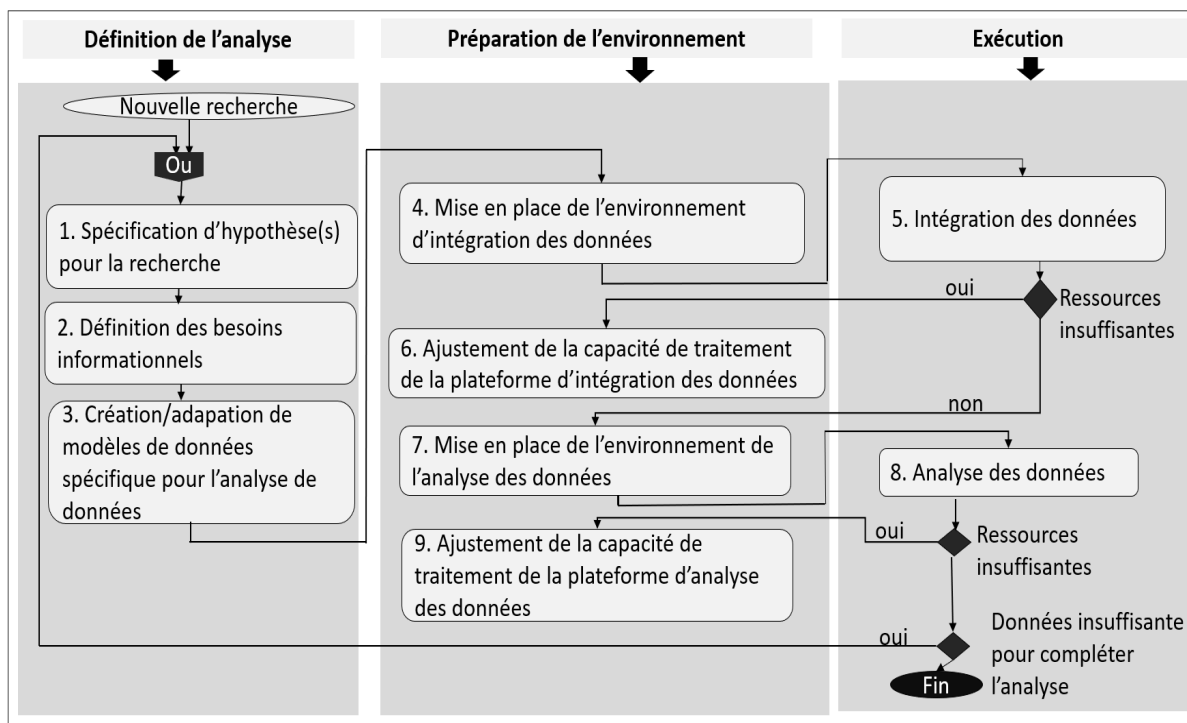 Définition de l'analyse
Préparation de l'environnement
Exécution
Nouvelle recherche
Ou
1. Spécification d'hypothèse(s)
pour la recherche
2. Définition des besoins
informationnels
3. Création/adapation de
modèles de données
spécifique pour l'analyse de
données
4. Mise en place de l'environnement
d'intégration des données
5. Intégration des données
oui
Ressources
insuffisantes
6. Ajustement de la capacité de traitement
de la plateforme d'intégration des données
non
7. Mise en place de l'environnement de
l'analyse des données
8. Analyse des données
oui
Ressources
insuffisantes
9. Ajustement de la capacité de
traitement de la plateforme d'analyse
des données
oui
Données insuffisante
pour compléter
l'analyse
Fin